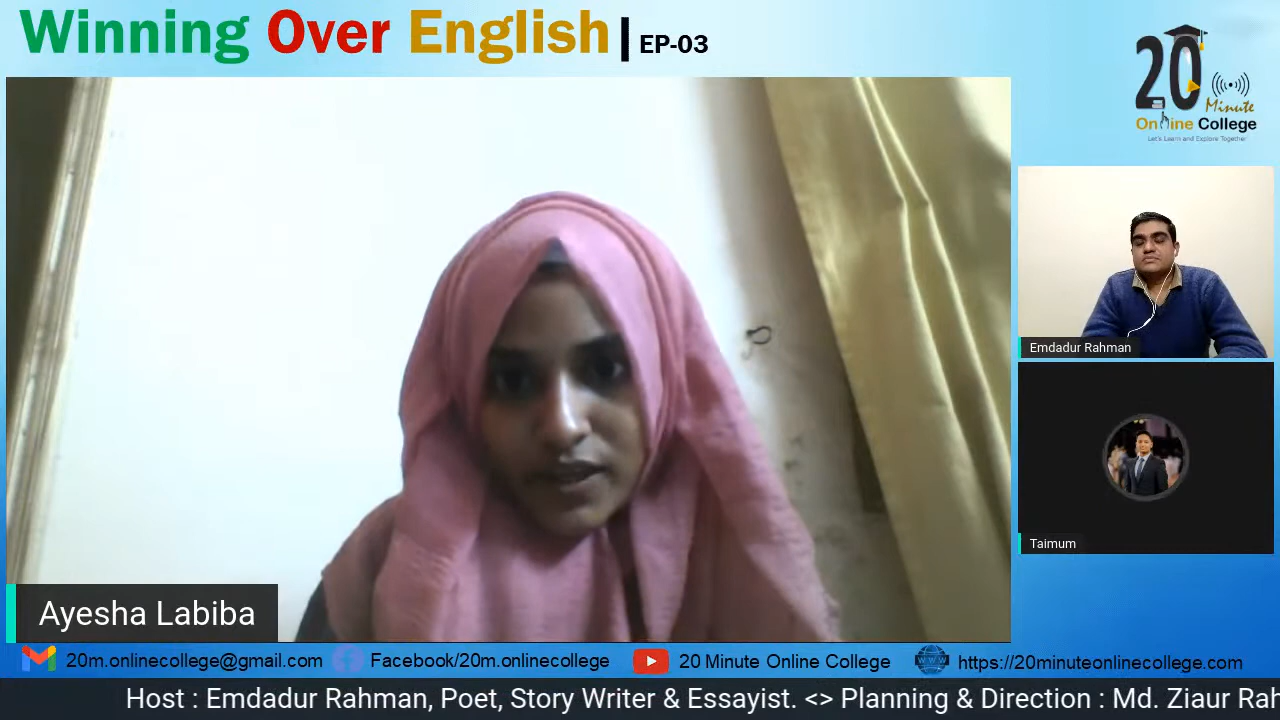 Winning Over English | EP-03
20
Minute
Online College
Let's Learn and Explore Together
Emdadur Rahman
Taimum
Ayesha Labiba
20m.onlinecollege@gmail.com Facebook/20m.onlinecollege 20 Minute Online College https://20minuteonlinecollege.com
Host : Emdadur Rahman, Poet, Story Writer & Essayist. <> Planning & Direction : Md. Ziaur Rah